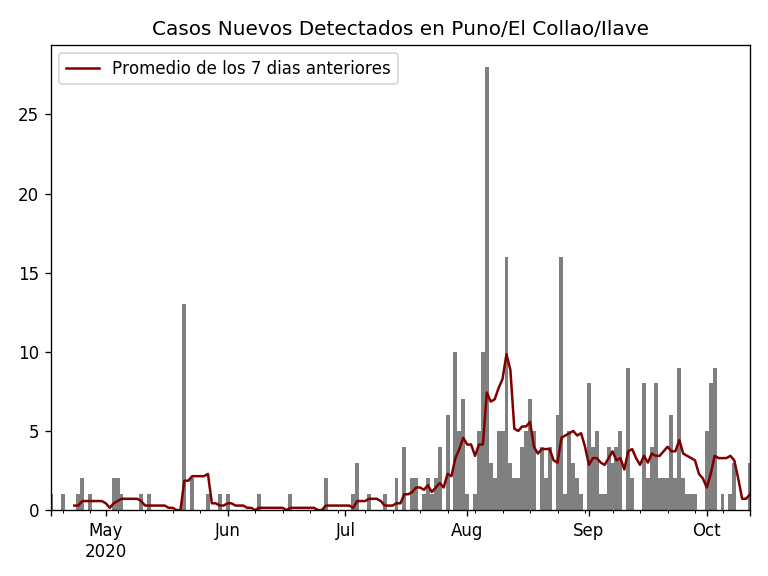 Casos Nuevos Detectados en Puno/El Collao/Ilave
Promedio de los 7 dias anteriores
25
20
15
10
5
0
May Jun Jul Aug Sep Oct
2020